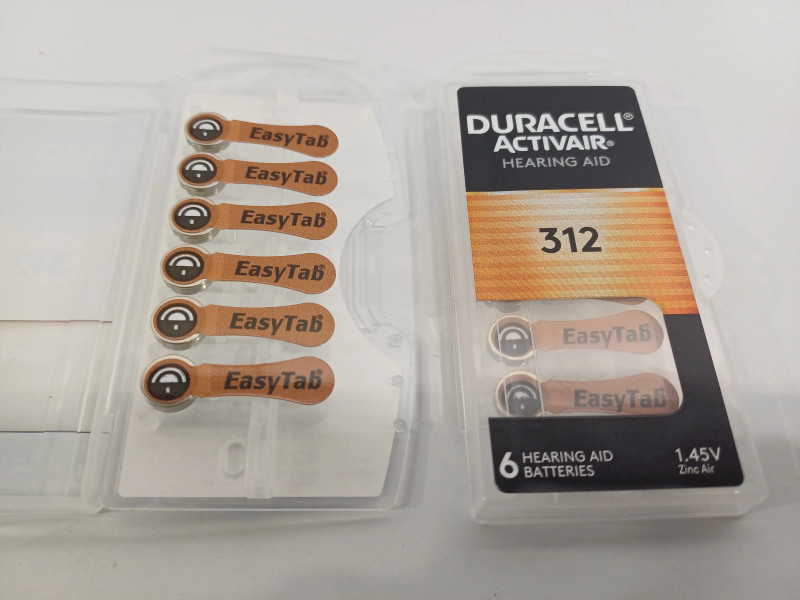 EasyTab®
EasyTab®
EasyTab®
EasyTab®
EasyTab®
EasyTab®
DURACELL®
ACTIVAIR®
HEARING AID
312
EasyTab
EasyTab
6 HEARING AID
BATTERIES
1.45V
Zinc Air